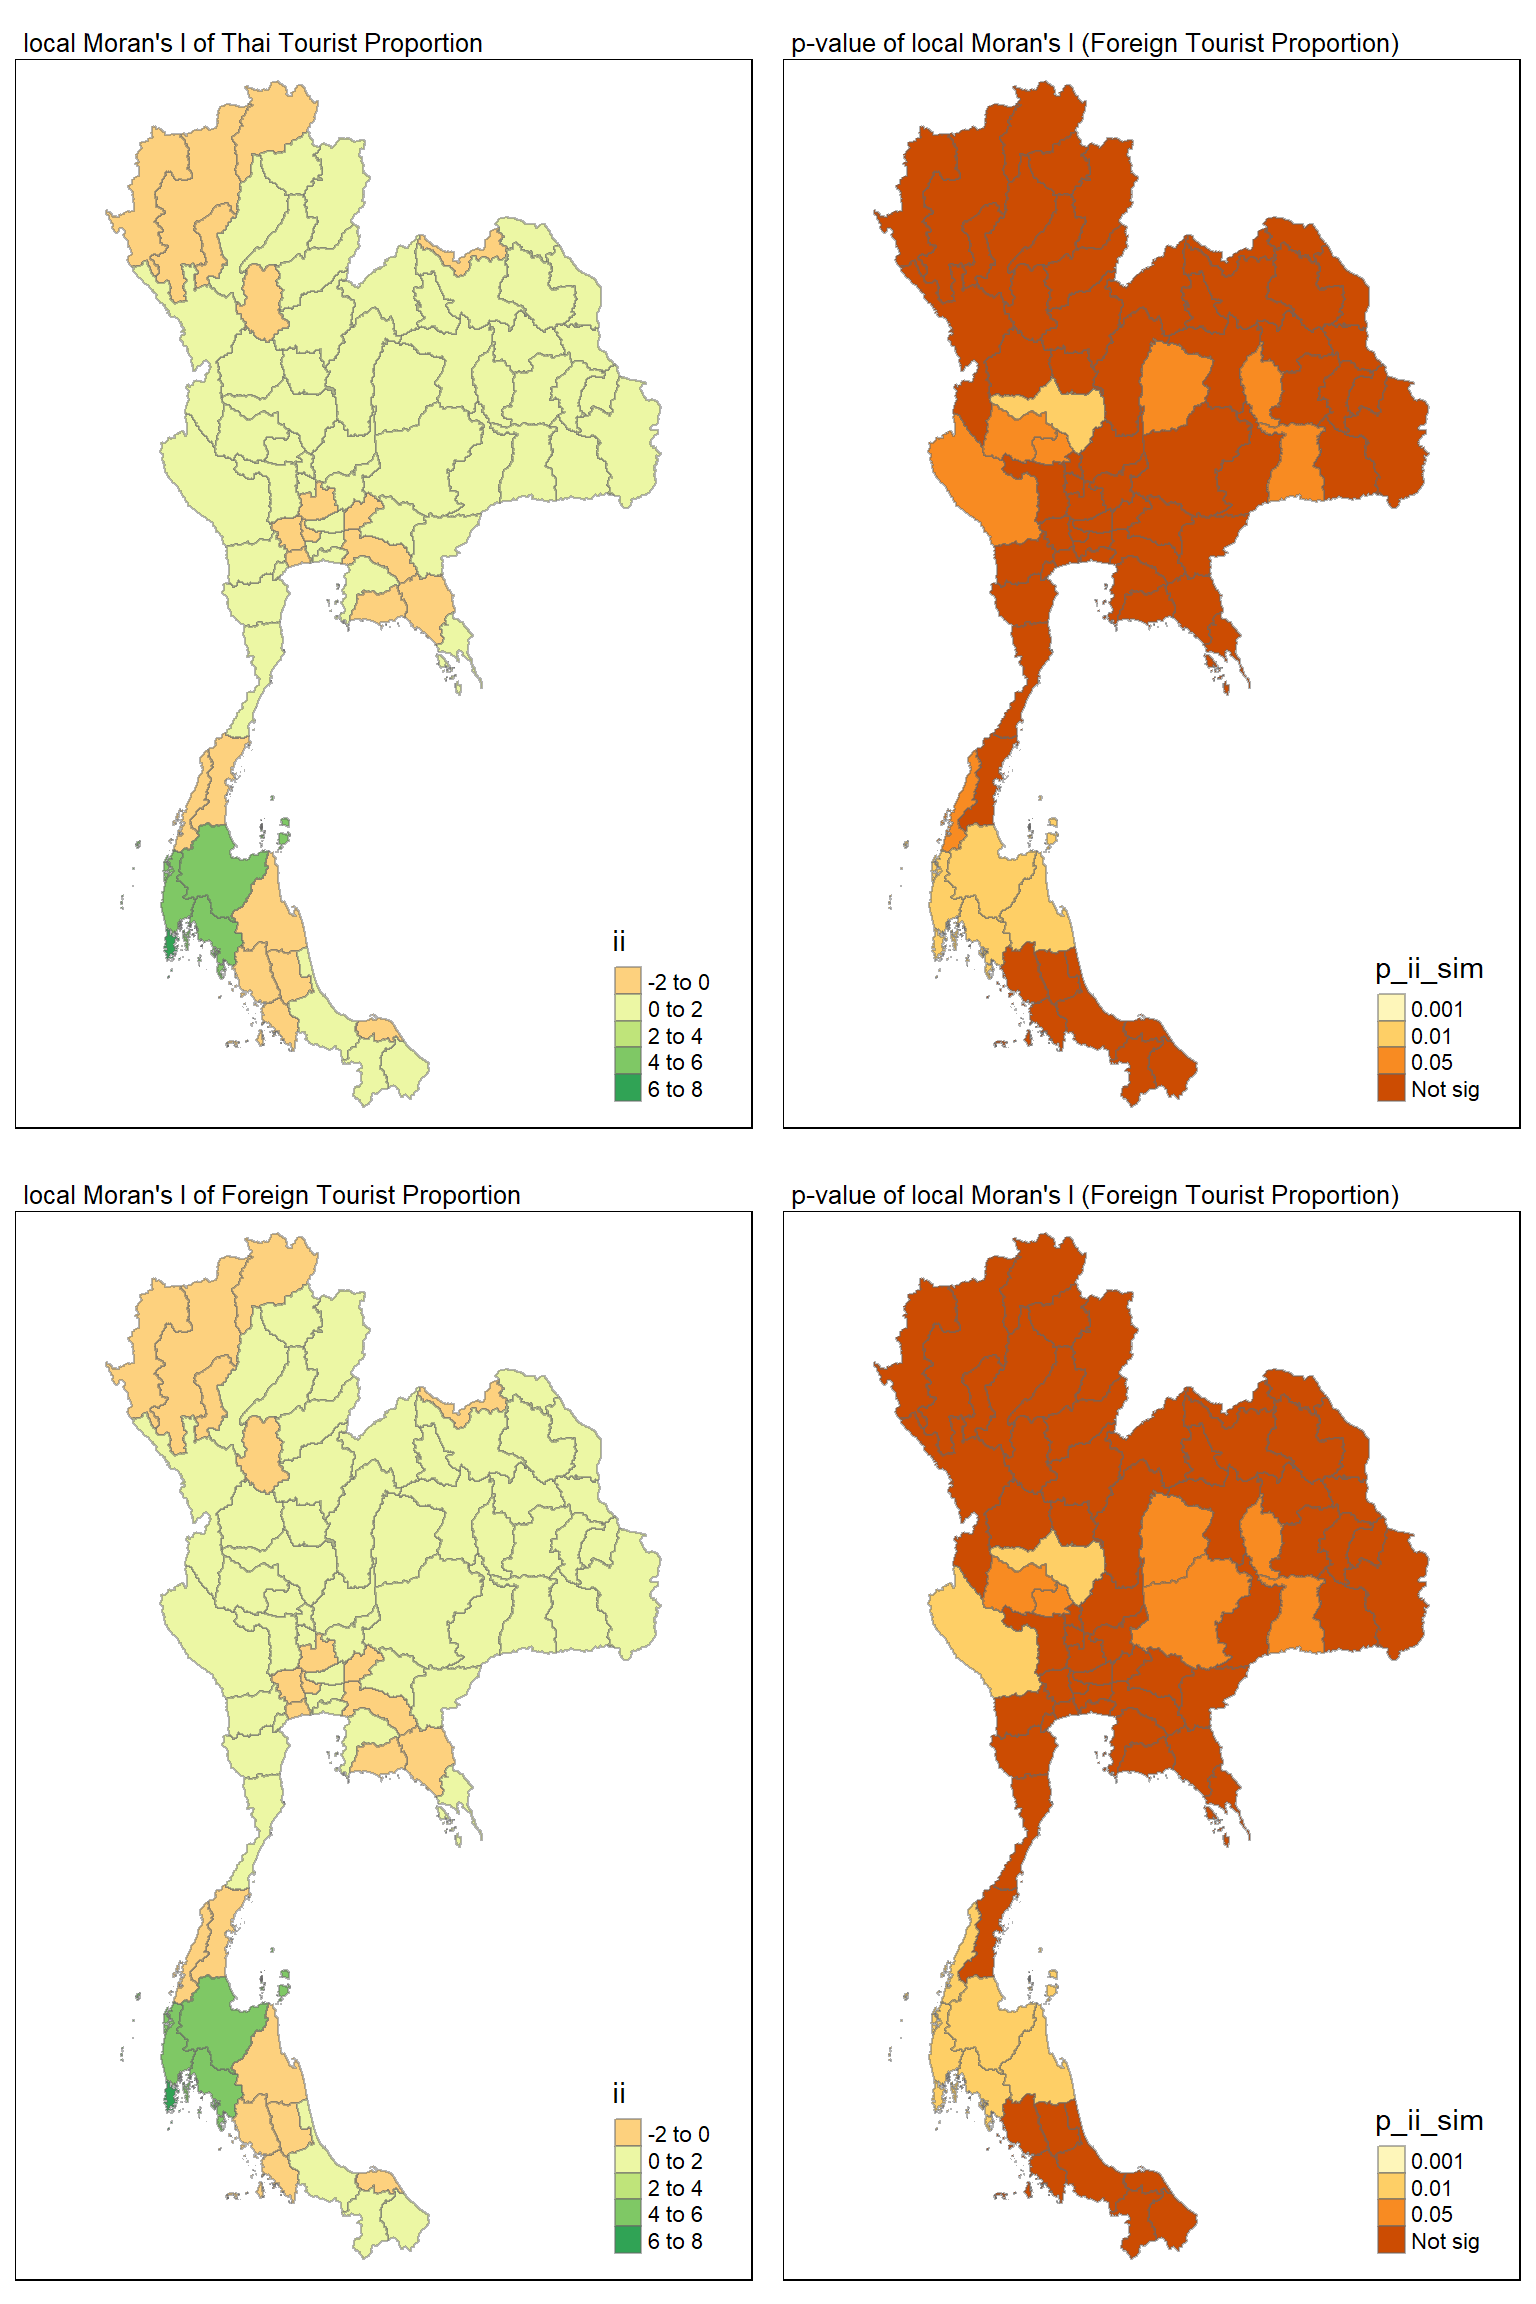 local Moran's I of Thai Tourist Proportion
p-value of local Moran's I (Foreign Tourist Proportion)
ii
-2 to 0
0 to 2
2 to 4
4 to 6
6 to 8
p_ii_sim
0.001
0.01
0.05
Not sig
local Moran's I of Foreign Tourist Proportion
p-value of local Moran's I (Foreign Tourist Proportion)
ii
-2 to 0
0 to 2
2 to 4
4 to 6
6 to 8
p_ii_sim
0.001
0.01
0.05
Not sig